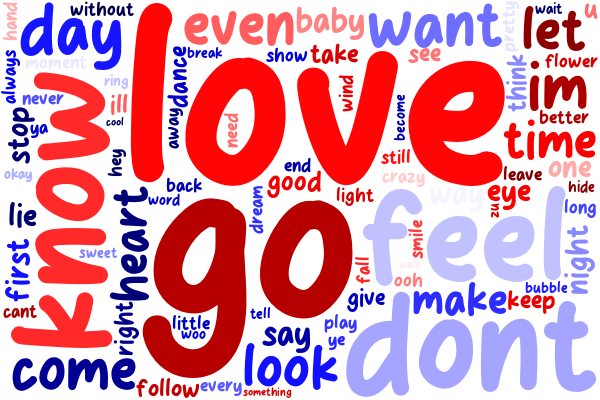 hand
day
without
love
even
baby
want
pretty
wait
let
u
always
moment
ring
away
dance
break
show
take
see
think
flower
im
know
never
ill
cool
need
wind
become
better
stop
ya
time
okay
hey
end
still
crazy
leave
one
back
good
light
way
eye
hide
word
zu
long
lie
heart
go
dream
feel
first
sweet
smile
night
fall
walk
ooh
bubble
cant
right
give
make
keep
little
tell
play
dont
woo
say
ye
come
look
follow
every
something